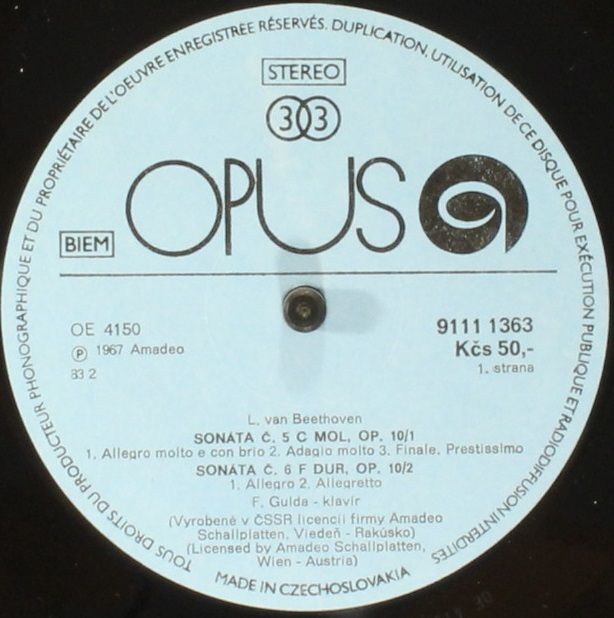 TOUS DROITS DU PRODUCTEUR PHONOGRAPHIQUE ET DU PROPRIÉTAIRE DE L'OEUVRE ENREGISTREE RÉSERVÉS. DUPLICATION. UTILISATION DE CE DISQUE POUR EXÉCUTION PUBLIQUE ET RADIODIFFUSION INTERDITES
STEREO
33
OPUS
BIEM
OE 4150
℗ 1967 Amadeo
83 2
9111 1363
Kčs 50,-
1. strana
L. van Beethoven
SONÁTA Č. 5 C MOL, OP. 10/1
1. Allegro molto e con brio 2. Adagio molto 3. Finale. Prestissimo
SONÁTA Č. 6 F DUR, OP. 10/2
1. Allegro 2. Allegretto
F. Gulda - klavír
(Vyrobené v ČSSR licencií firmy Amadeo
Schallplatten, Viedeň - Rakúsko)
(Licensed by Amadeo Schallplatten,
Wien - Austria)
MADE IN CZECHOSLOVAKIA